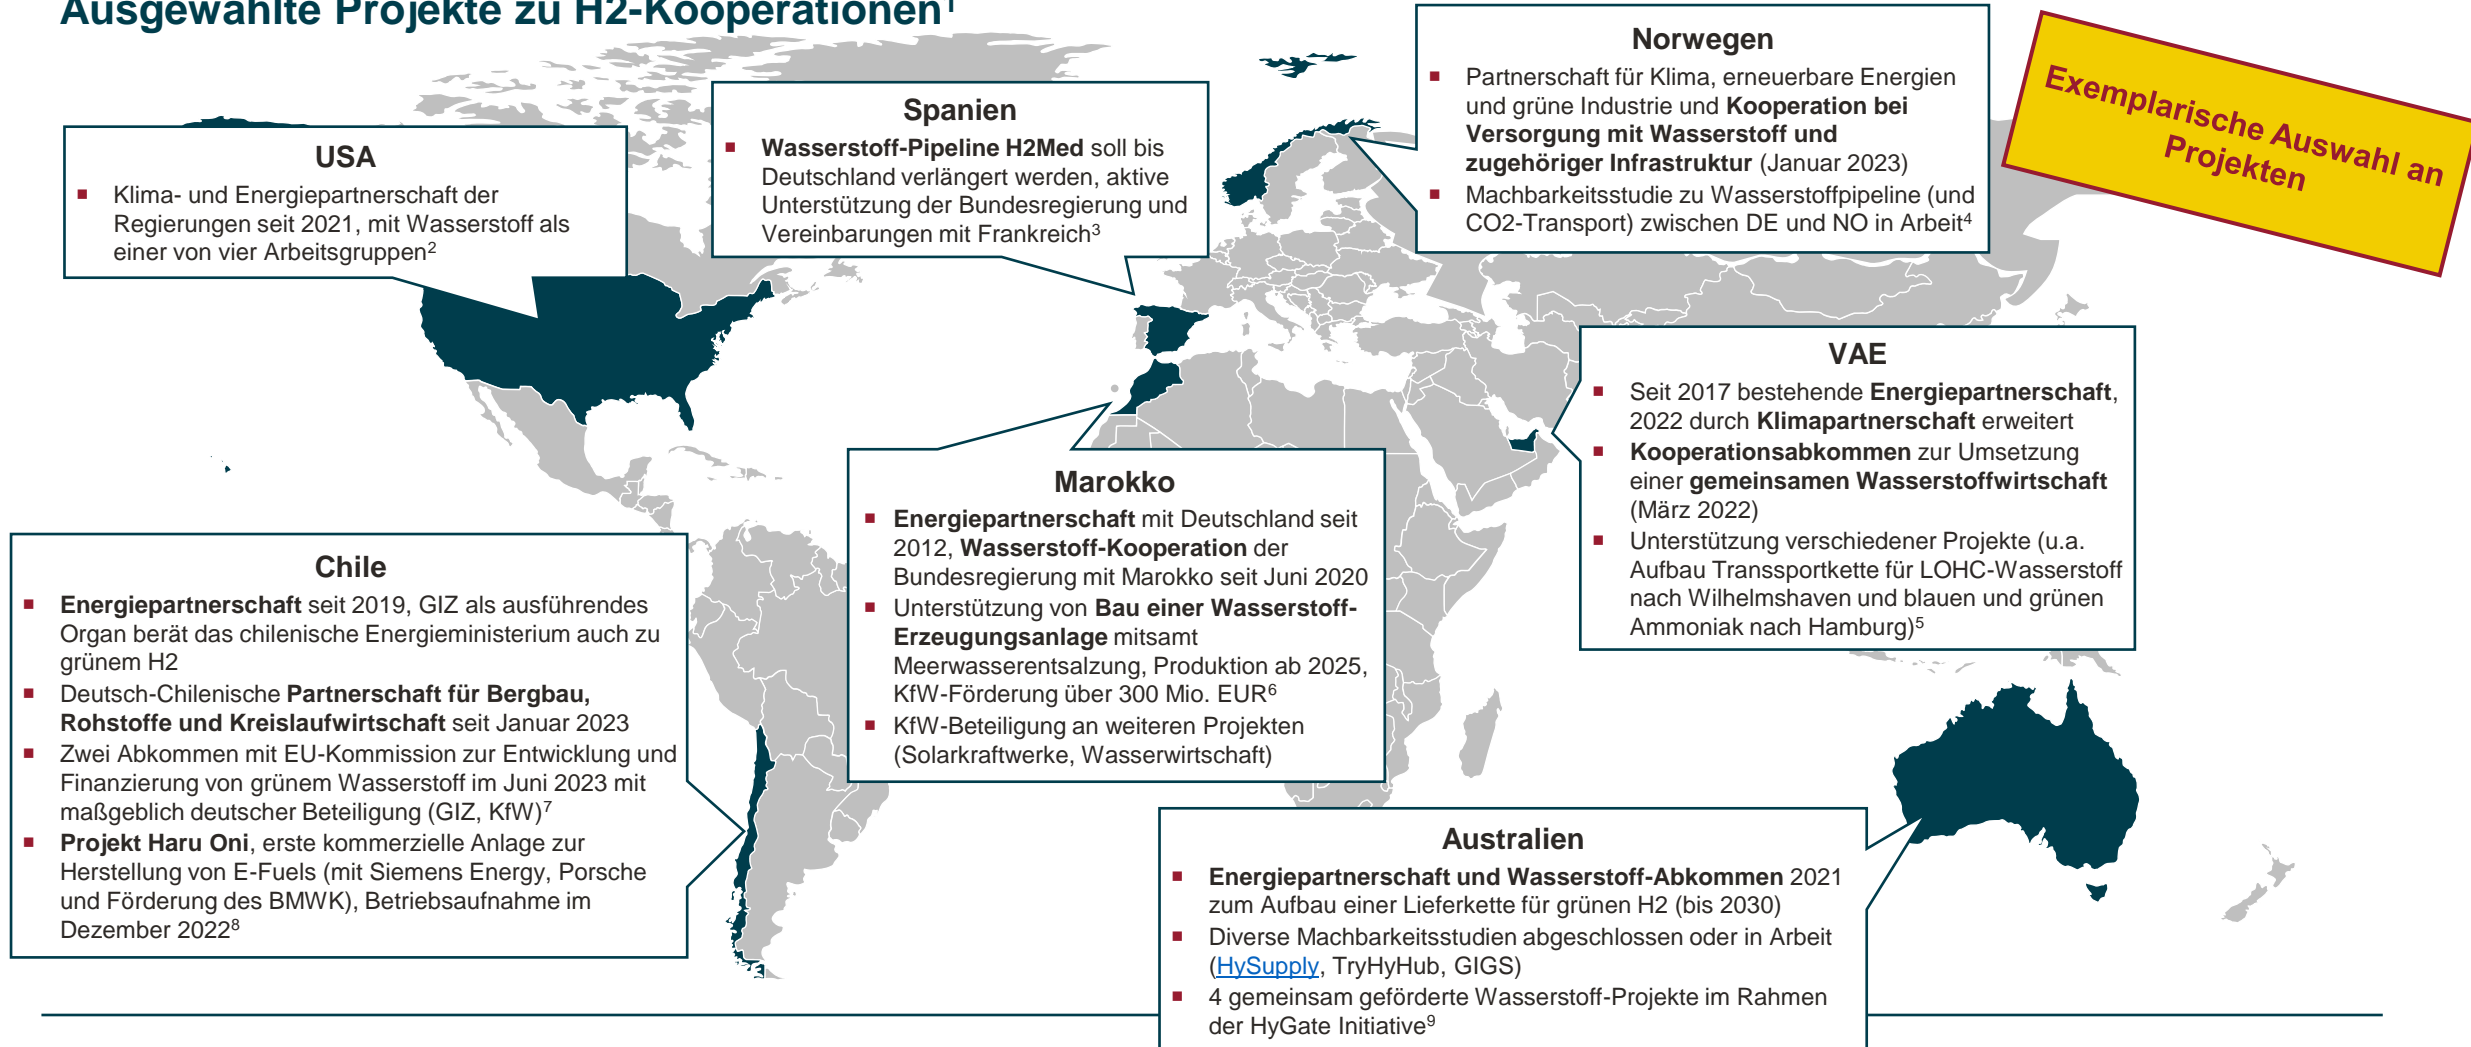 Ausgewählte Projekte zu H2-Kooperationen¹
Exemplarische Auswahl an
Projekten
USA
▪ Klima- und Energiepartnerschaft der
Regierungen seit 2021, mit Wasserstoff als
einer von vier Arbeitsgruppen²
Spanien
▪ Wasserstoff-Pipeline H2Med soll bis
Deutschland verlängert werden, aktive
Unterstützung der Bundesregierung und
Vereinbarungen mit Frankreich³
Norwegen
▪ Partnerschaft für Klima, erneuerbare Energien
und grüne Industrie und Kooperation bei
Versorgung mit Wasserstoff und
zugehöriger Infrastruktur (Januar 2023)
▪ Machbarkeitsstudie zu Wasserstoffpipeline (und
CO2-Transport) zwischen DE und NO in Arbeit⁴
VAE
▪ Seit 2017 bestehende Energiepartnerschaft,
2022 durch Klimapartnerschaft erweitert
▪ Kooperationsabkommen zur Umsetzung
einer gemeinsamen Wasserstoffwirtschaft
(März 2022)
▪ Unterstützung verschiedener Projekte (u.a.
Aufbau Transsportkette für LOHC-Wasserstoff
nach Wilhelmshaven und blauen und grünen
Ammoniak nach Hamburg)⁵
Marokko
▪ Energiepartnerschaft mit Deutschland seit
2012, Wasserstoff-Kooperation der
Bundesregierung mit Marokko seit Juni 2020
▪ Unterstützung von Bau einer Wasserstoff-
Erzeugungsanlage mitsamt
Meerwasserentsalzung, Produktion ab 2025,
KfW-Förderung über 300 Mio. EUR⁶
▪ KfW-Beteiligung an weiteren Projekten
(Solarkraftwerke, Wasserwirtschaft)
Chile
▪ Energiepartnerschaft seit 2019, GIZ als ausführendes
Organ berät das chilenische Energieministerium auch zu
grünem H2
▪ Deutsch-Chilenische Partnerschaft für Bergbau,
Rohstoffe und Kreislaufwirtschaft seit Januar 2023
▪ Zwei Abkommen mit EU-Kommission zur Entwicklung und
Finanzierung von grünem Wasserstoff im Juni 2023 mit
maßgeblich deutscher Beteiligung (GIZ, KfW)⁷
▪ Projekt Haru Oni, erste kommerzielle Anlage zur
Herstellung von E-Fuels (mit Siemens Energy, Porsche
und Förderung des BMWK), Betriebsaufnahme im
Dezember 2022⁸
Australien
▪ Energiepartnerschaft und Wasserstoff-Abkommen 2021
zum Aufbau einer Lieferkette für grünen H2 (bis 2030)
▪ Diverse Machbarkeitsstudien abgeschlossen oder in Arbeit
(HySupply, TryHyHub, GIGS)
▪ 4 gemeinsam geförderte Wasserstoff-Projekte im Rahmen
der HyGate Initiative⁹